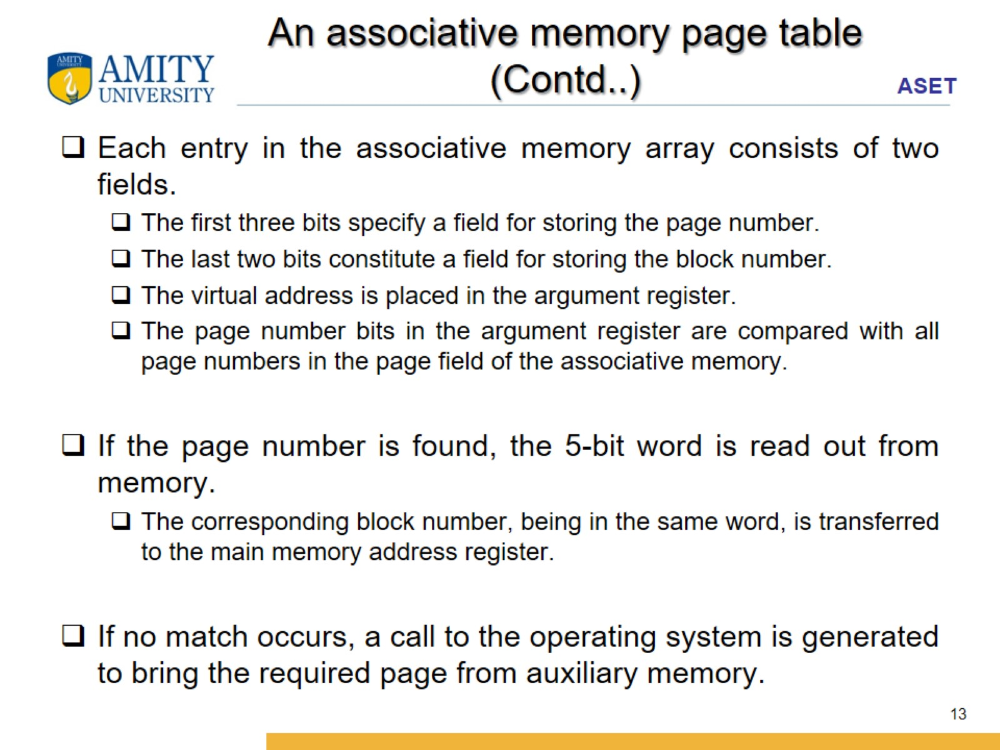 An associative memory page table
(Contd..)
AMITY
UNIVERSITY
AMITY
UNIVERSITY
ASET
❑ Each entry in the associative memory array consists of two
fields.
❑ The first three bits specify a field for storing the page number.
❑ The last two bits constitute a field for storing the block number.
❑ The virtual address is placed in the argument register.
❑ The page number bits in the argument register are compared with all
page numbers in the page field of the associative memory.
❑ If the page number is found, the 5-bit word is read out from
memory.
❑ The corresponding block number, being in the same word, is transferred
to the main memory address register.
❑ If no match occurs, a call to the operating system is generated
to bring the required page from auxiliary memory.
13